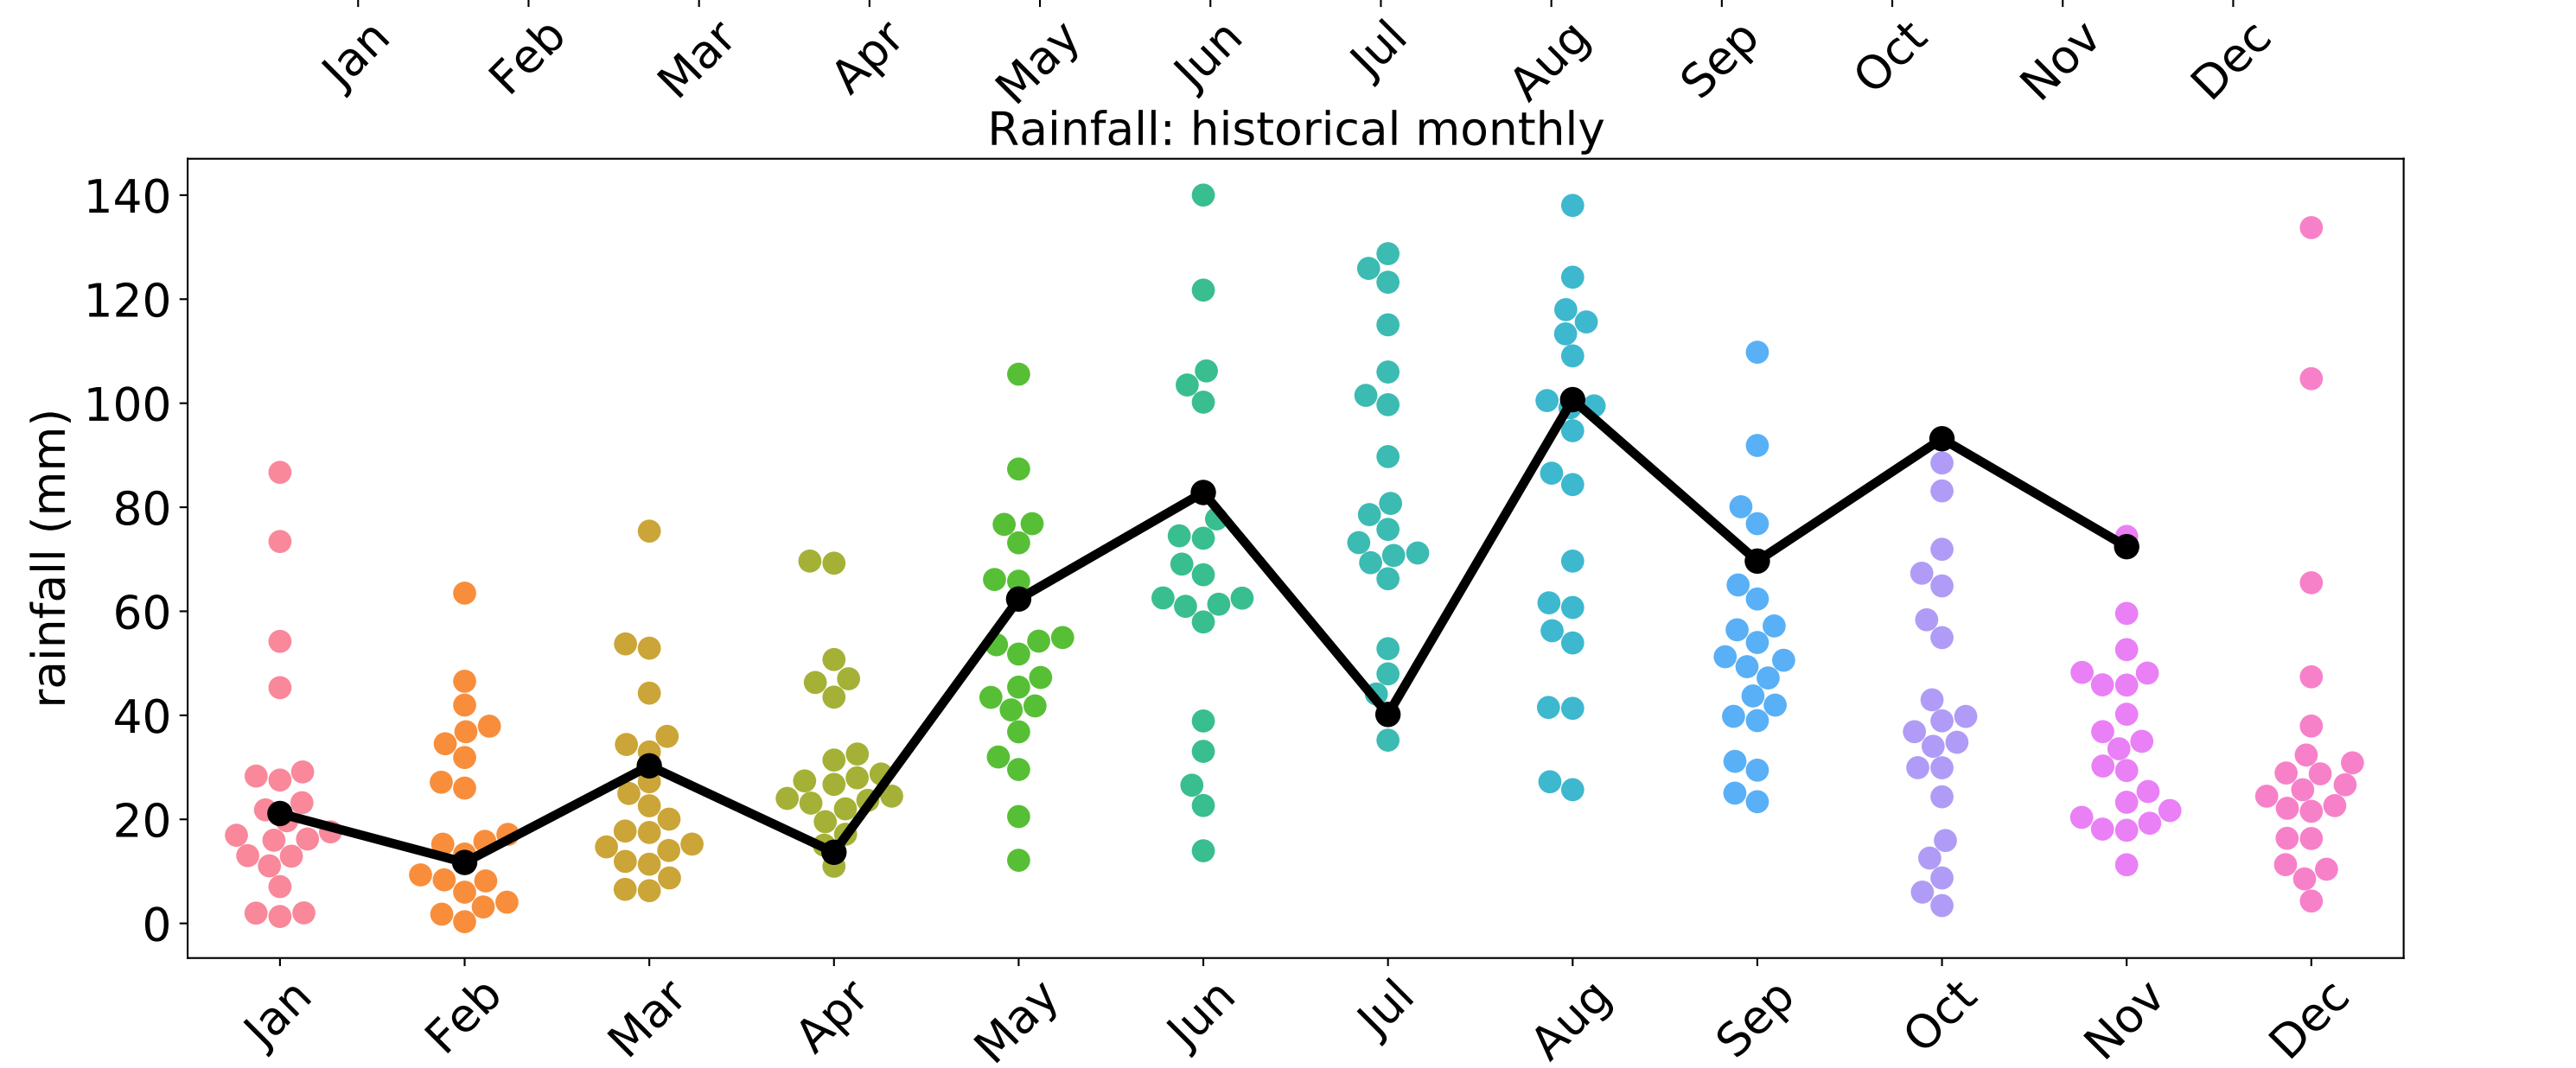 Jan Feb Mar Apr May Jun Jul Aug Sep Oct Nov Dec
Rainfall: historical monthly
rainfall (mm)
140
120
100
80
60
40
20
0
Jan Feb Mar Apr May Jun Jul Aug Sep Oct Nov Dec